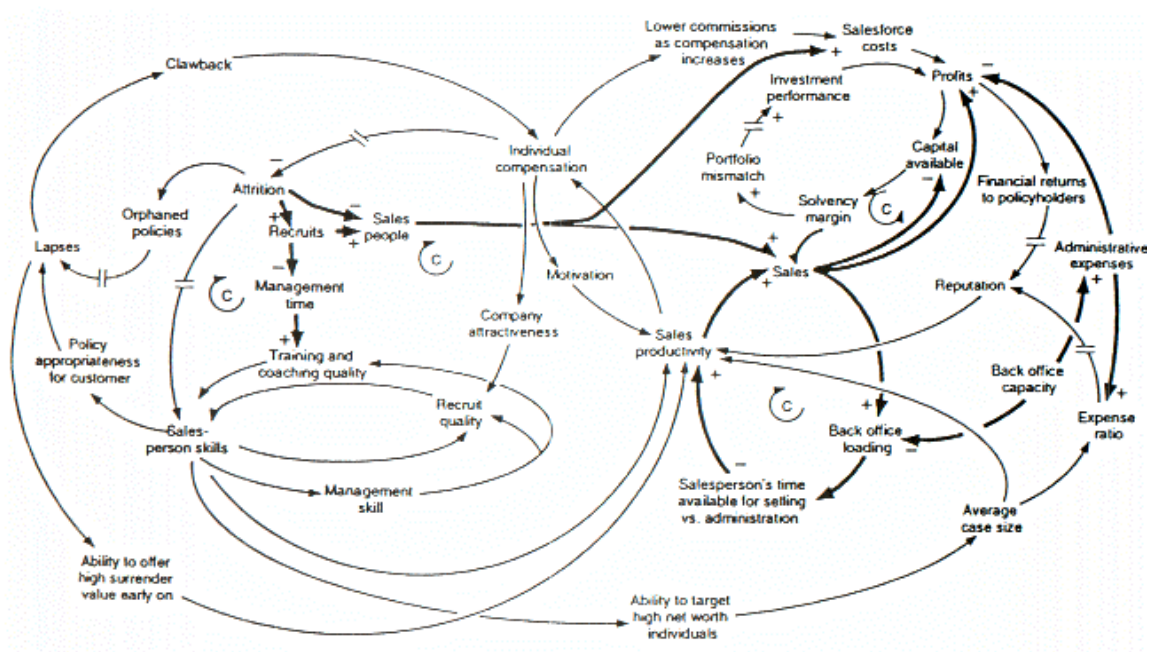 Lower commissions
as compensation
increases
Salesforce
costs
+
Clawback
Investment
performance
+
Profits
−
+
Individual
compensation
Portfolio
mismatch
+
Capital
available
−
Financial returns
to policyholders
−
Attrition
+
Recruits
−
+
Sales
people
C
Solvency
margin
C
Orphaned
policies
Lapses
−
Management
time
C
+
Motivation
+
Sales
+
Administrative
expenses
+
Reputation
Company
attractiveness
Policy
appropriateness
for customer
Training and
coaching quality
Sales
productivity
+
C
Back office
capacity
+
Expense
ratio
Recruit
quality
Sales-
person skills
+
Back office
loading
−
−
Salesperson's time
available for selling
vs. administration
Management
skill
Average
case size
Ability to offer
high surrender
value early on
Ability to target
high net worth
individuals